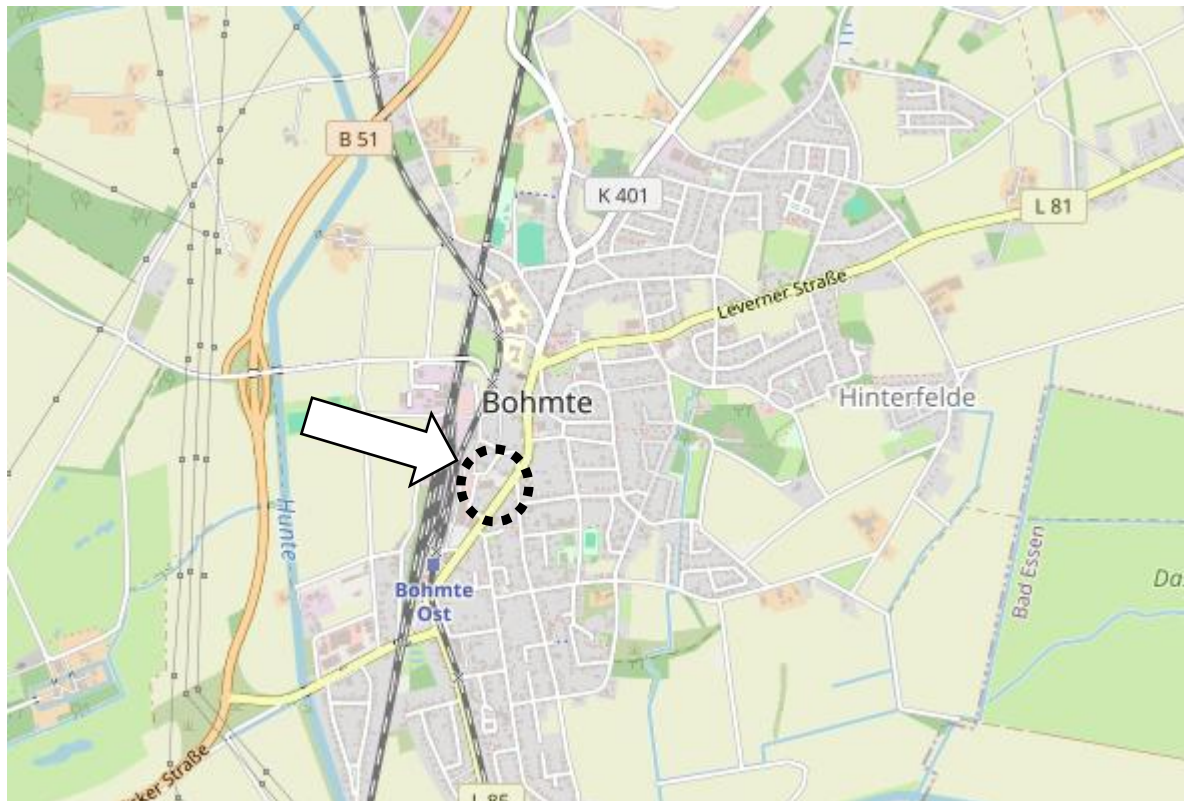 B 51
K 401
L 81
Leverner Straße
Bohmte
Hinterfelde
Hunte
Bad Essen
Bohmte
Ost
L 85